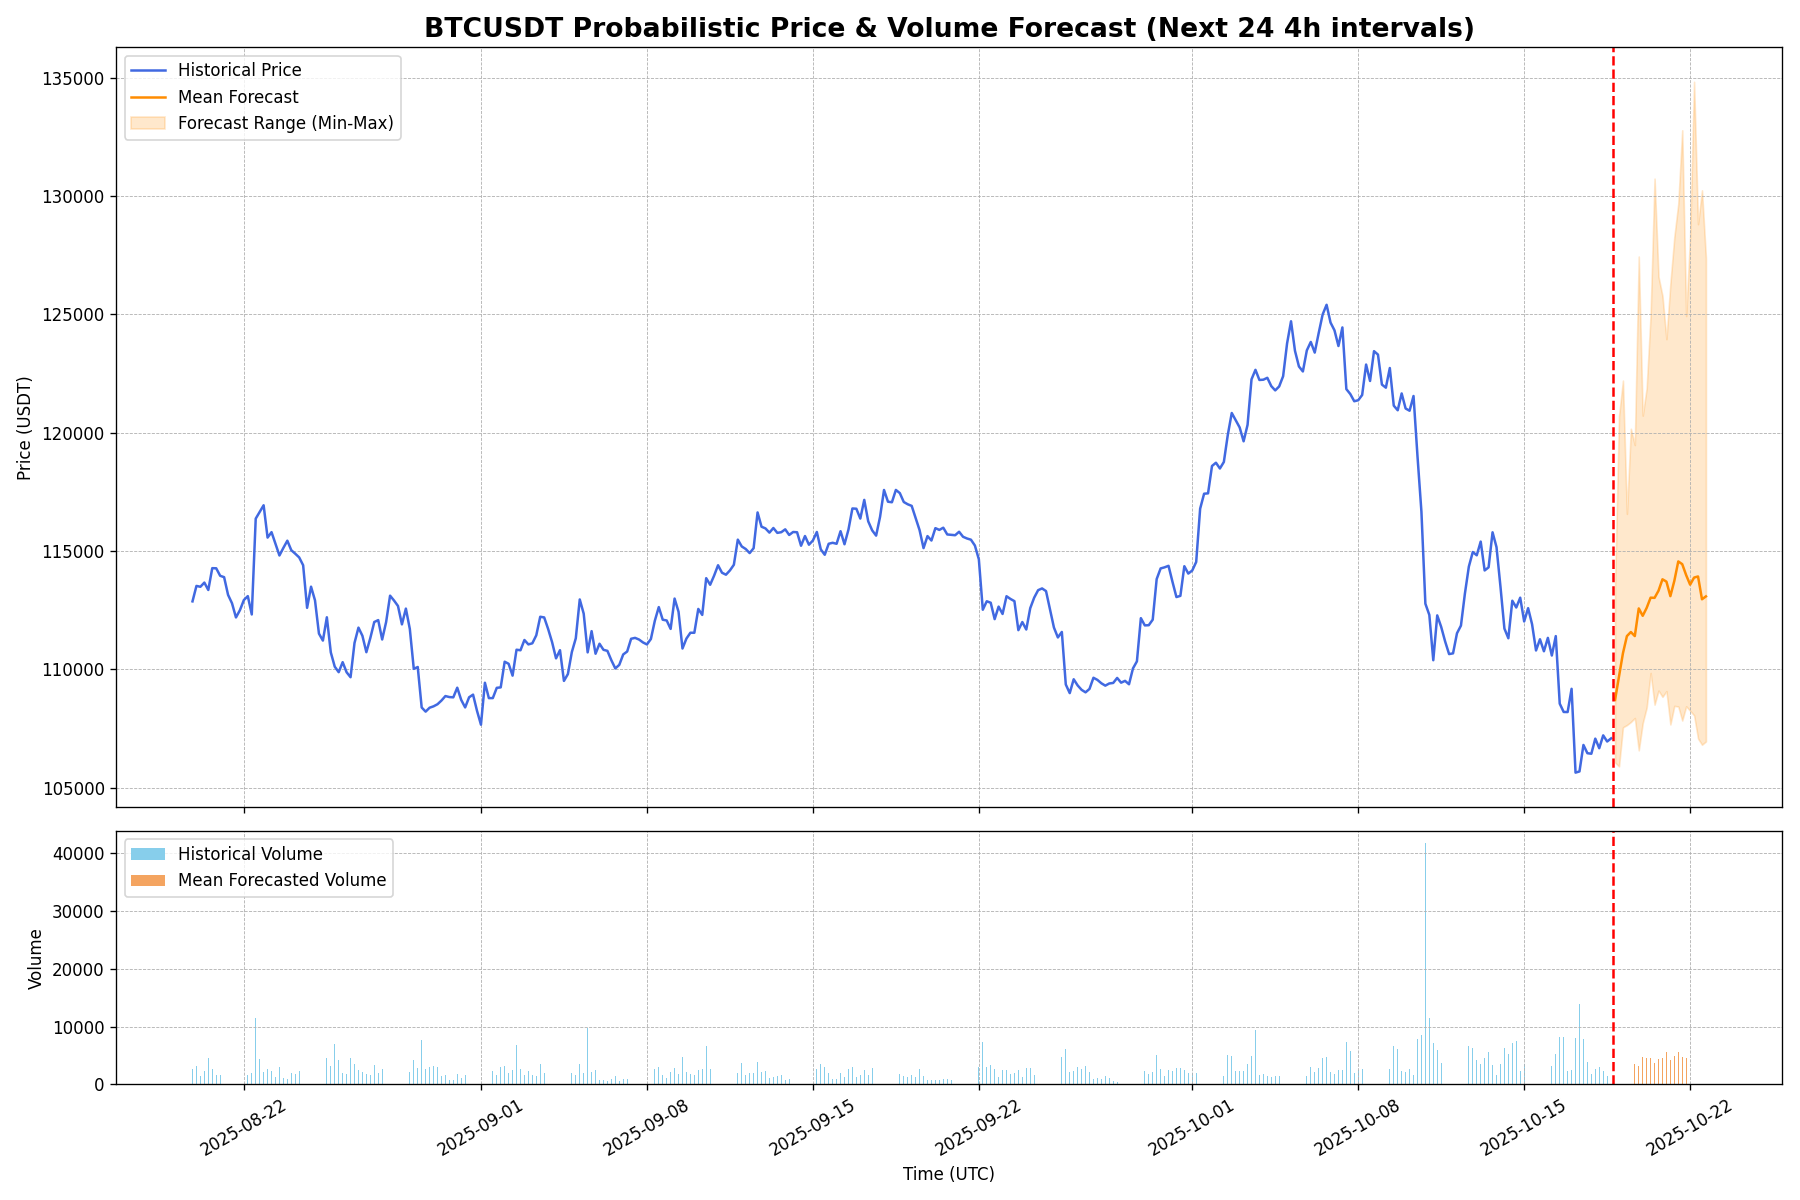 BTCUSDT Probabilistic Price & Volume Forecast (Next 24 4h intervals)
Historical Price
Mean Forecast
Forecast Range (Min-Max)
135000
130000
125000
120000
115000
110000
105000
Price (USDT)
Historical Volume
Mean Forecasted Volume
40000
30000
20000
10000
0
Volume
2025-08-22
2025-09-01
2025-09-08
2025-09-15
2025-09-22
2025-10-01
2025-10-08
2025-10-15
2025-10-22
Time (UTC)